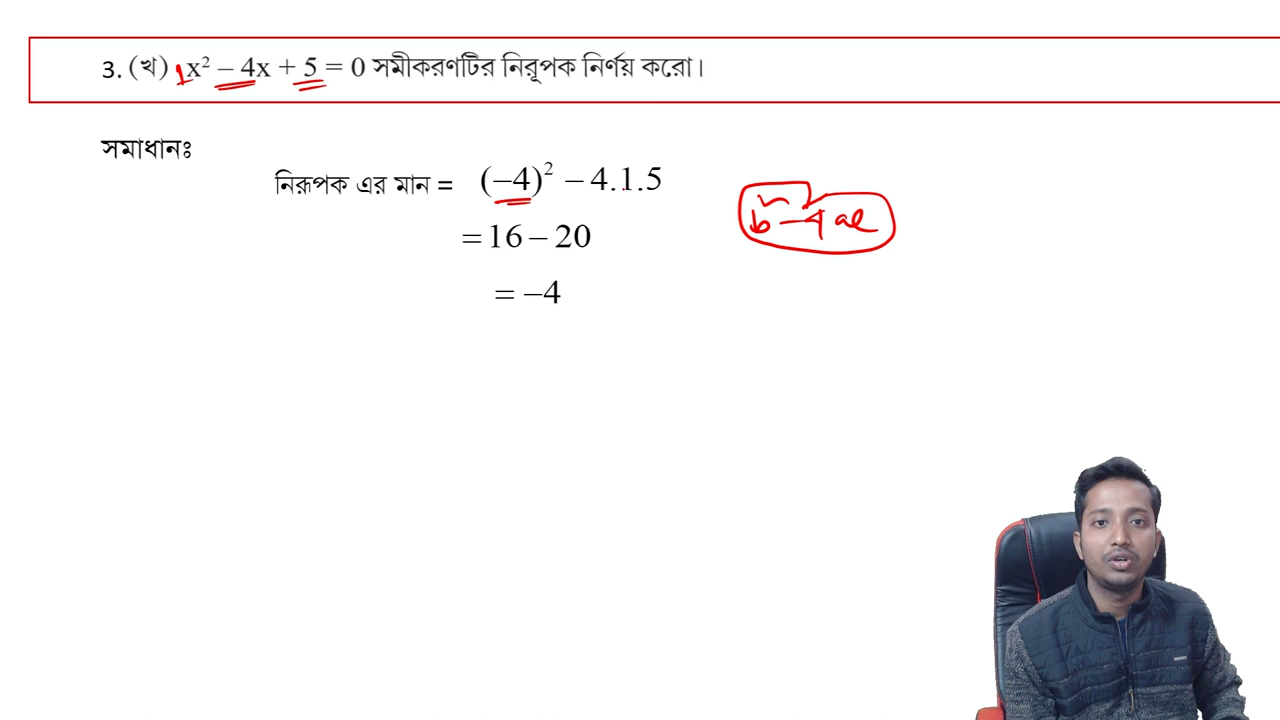 3. (খ) 1x² – 4x + 5 = 0 সমীকরণটির নিরূপক নির্ণয় করো।
সমাধানঃ
নিরূপক এর মান = (–4)² – 4.1.5
b² – 4ac
= 16 – 20
= –4